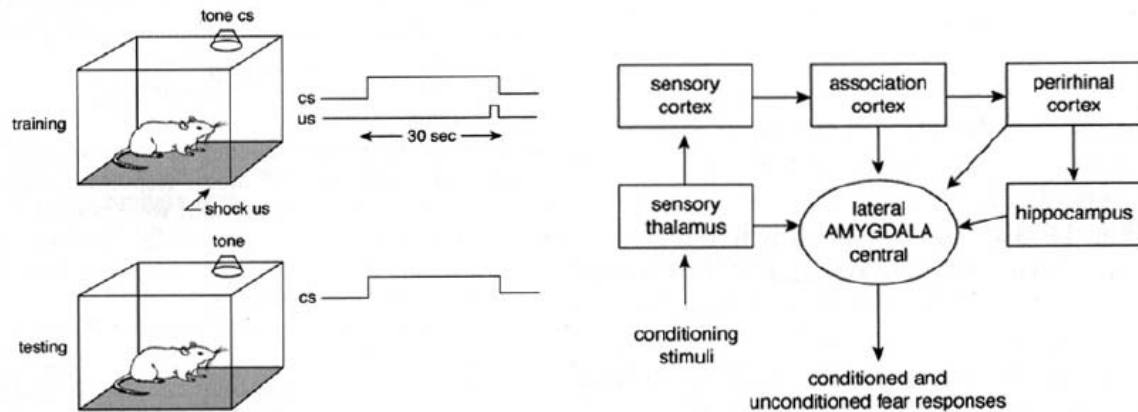 tone cs
training
cs
us
30 sec
shock us
tone
cs
testing
sensory
cortex
association
cortex
perirhinal
cortex
sensory
thalamus
lateral
AMYGDALA
central
hippocampus
conditioning
stimuli
conditioned and
unconditioned fear responses